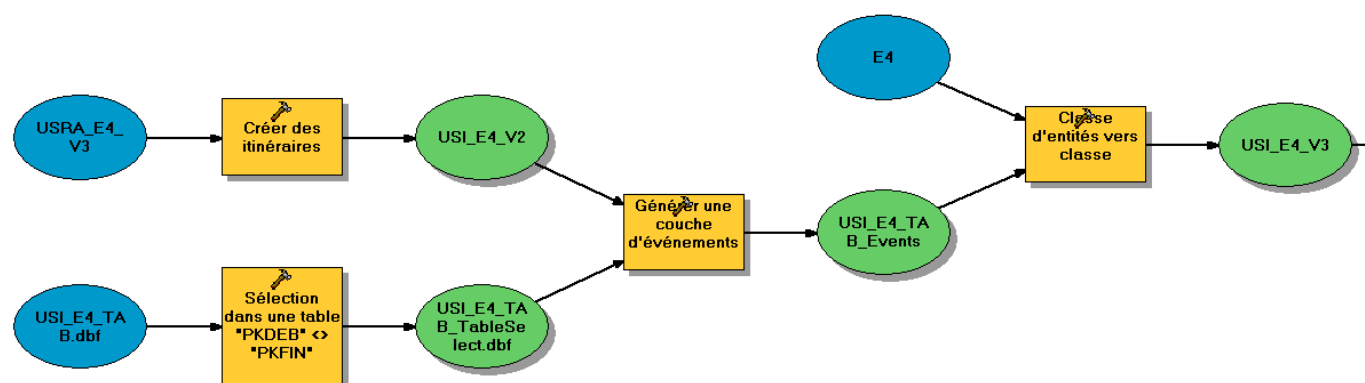 E4
USRA_E4_
V3
Créer des
itinéraires
USI_E4_V2
Classe
d'entités vers
classe
USI_E4_V3
Générer une
couche
d'événements
USI_E4_TA
B_Events
USI_E4_TA
B.dbf
Sélection
dans une table
"PKDEB" <>
"PKFIN"
USI_E4_TA
B_TableSe
lect.dbf